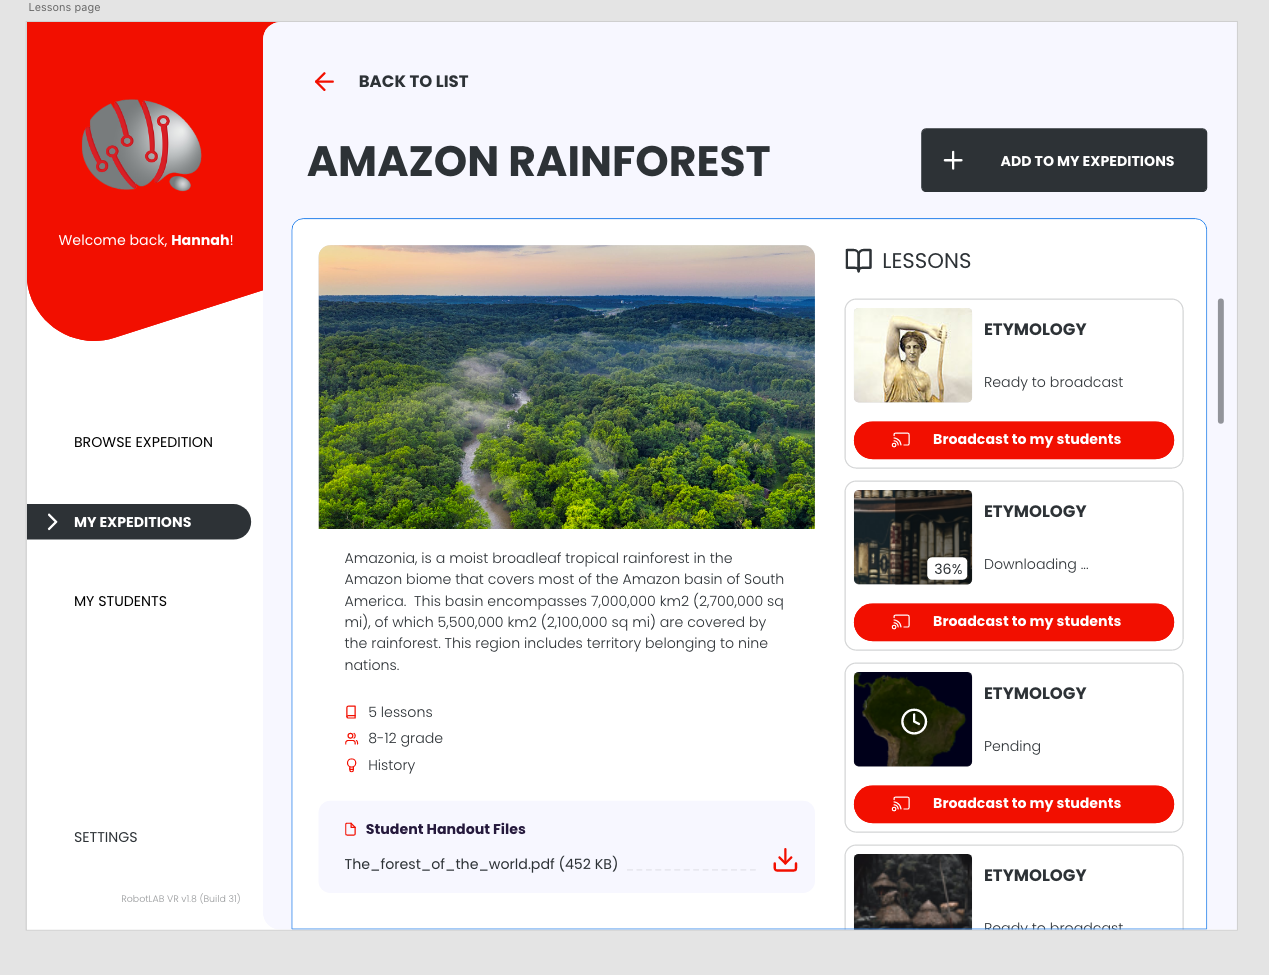 Lessons page
Welcome back, Hannah!
BROWSE EXPEDITION
MY EXPEDITIONS
MY STUDENTS
SETTINGS
RobotLAB VR v1.8 (Build 31)
BACK TO LIST
AMAZON RAINFOREST
ADD TO MY EXPEDITIONS
Amazonia, is a moist broadleaf tropical rainforest in the
Amazon biome that covers most of the Amazon basin of South
America.  This basin encompasses 7,000,000 km2 (2,700,000 sq
mi), of which 5,500,000 km2 (2,100,000 sq mi) are covered by
the rainforest. This region includes territory belonging to nine
nations.
5 lessons
8-12 grade
History
Student Handout Files
The_forest_of_the_world.pdf (452 KB)
LESSONS
ETYMOLOGY
Ready to broadcast
Broadcast to my students
ETYMOLOGY
36%
Downloading ...
Broadcast to my students
ETYMOLOGY
Pending
Broadcast to my students
ETYMOLOGY
Ready to broadcast